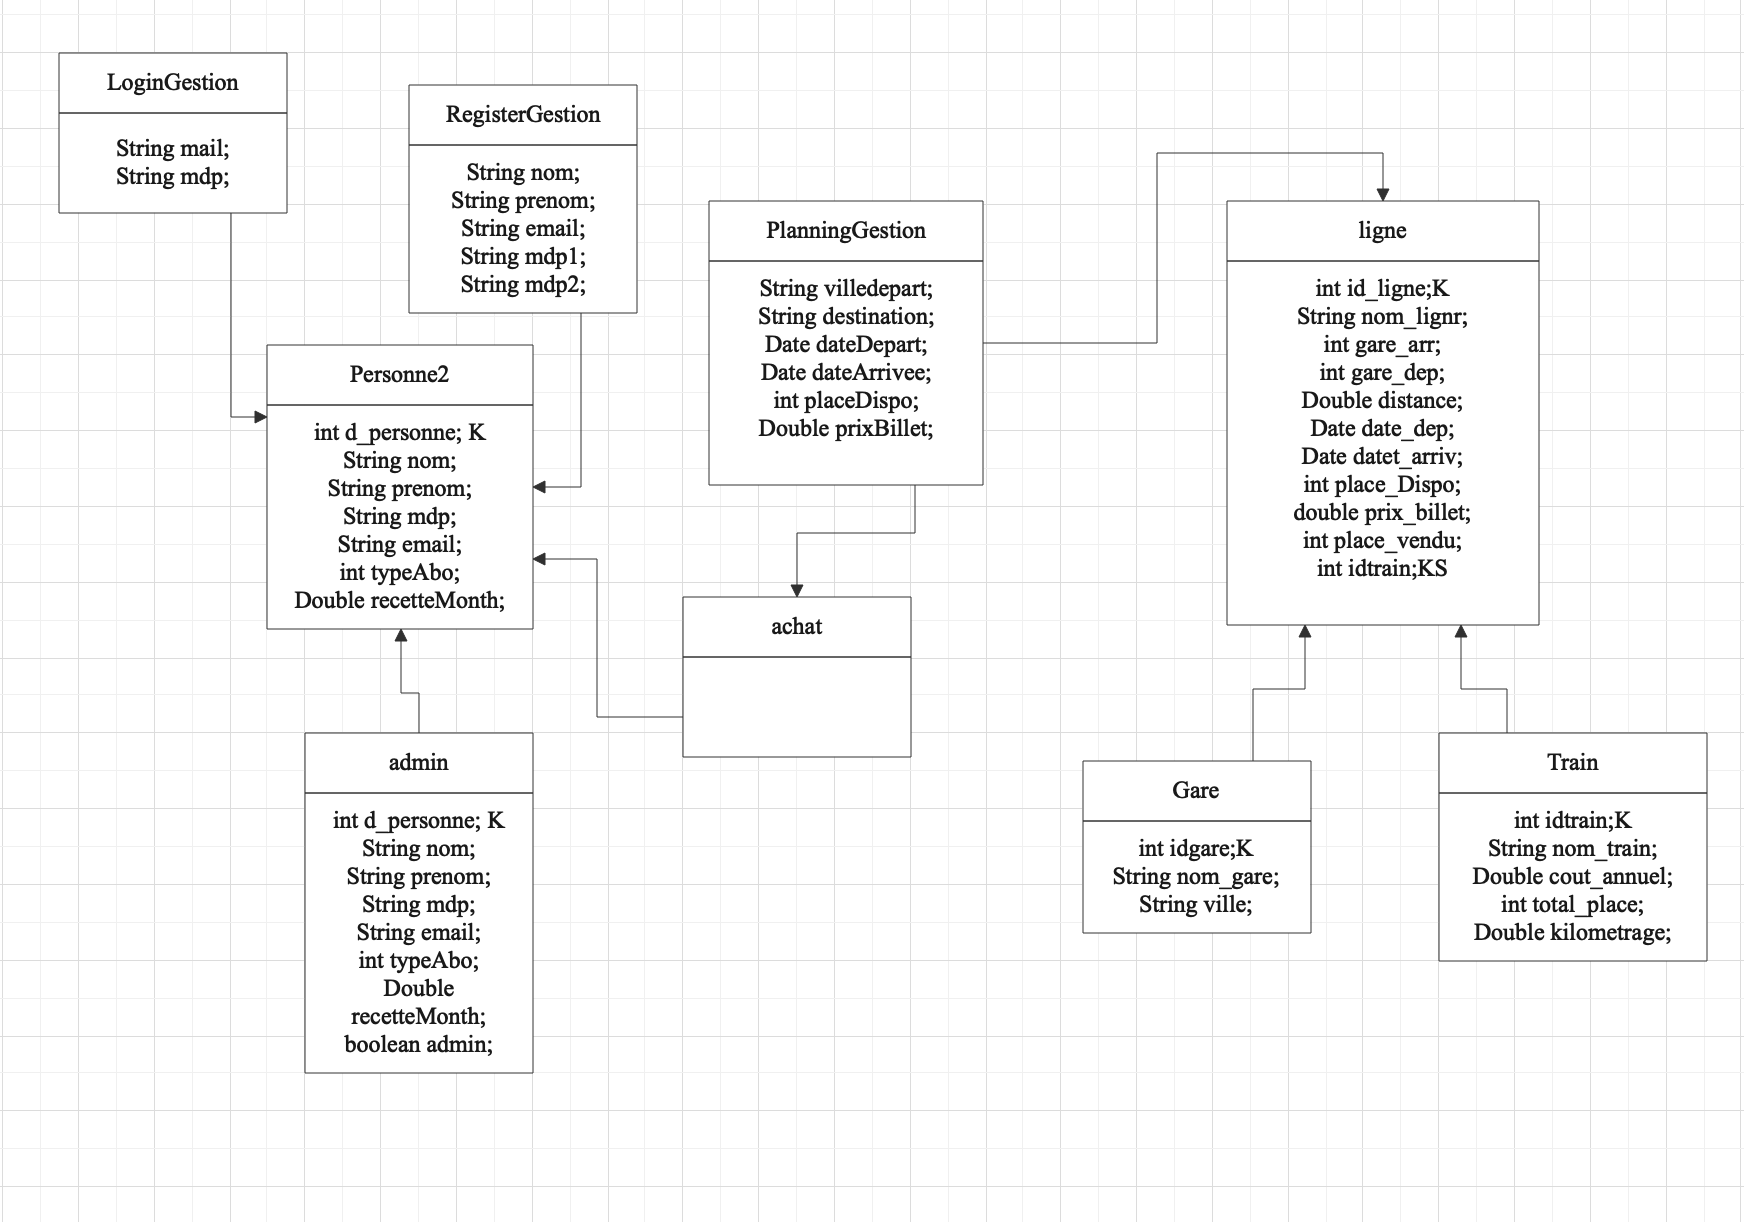 LoginGestion
String mail;
String mdp;
RegisterGestion
String nom;
String prenom;
String email;
String mdp1;
String mdp2;
PlanningGestion
String villedepart;
String destination;
Date dateDepart;
Date dateArrivee;
int placeDispo;
Double prixBillet;
ligne
int id_ligne;K
String nom_lignr;
int gare_arr;
int gare_dep;
Double distance;
Date date_dep;
Date datet_arriv;
int place_Dispo;
double prix_billet;
int place_vendu;
int idtrain;KS
Personne2
int d_personne; K
String nom;
String prenom;
String mdp;
String email;
int typeAbo;
Double recetteMonth;
achat
admin
int d_personne; K
String nom;
String prenom;
String mdp;
String email;
int typeAbo;
Double
recetteMonth;
boolean admin;
Gare
int idgare;K
String nom_gare;
String ville;
Train
int idtrain;K
String nom_train;
Double cout_annuel;
int total_place;
Double kilometrage;